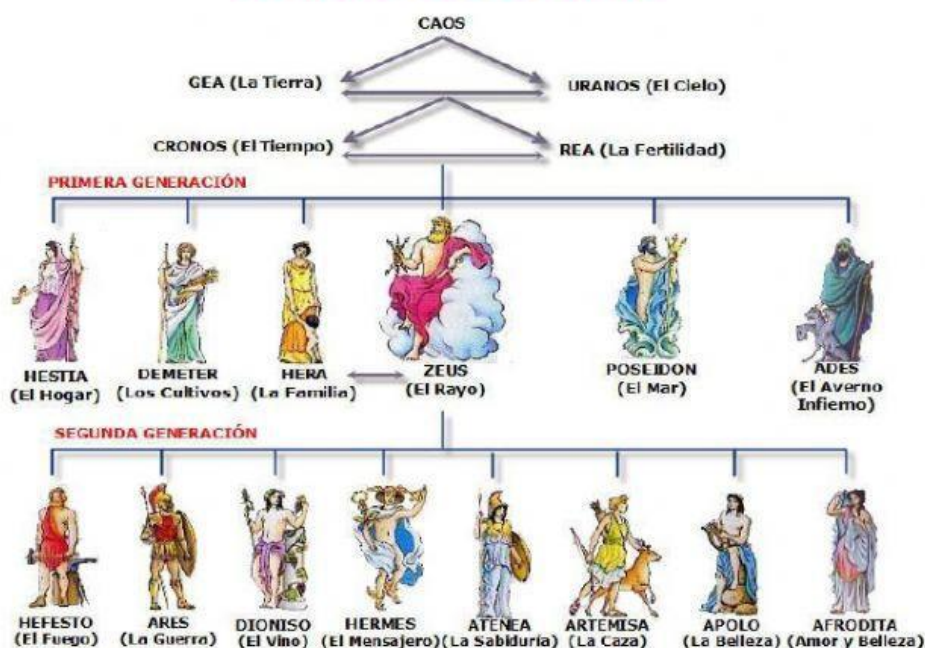 CAOS
GEA (La Tierra)
URANOS (El Cielo)
CRONOS (El Tiempo)
REA (La Fertilidad)
PRIMERA GENERACIÓN
HESTIA
(El Hogar)
DEMETER
(Los Cultivos)
HERA
(La Familia)
ZEUS
(El Rayo)
POSEIDON
(El Mar)
ADES
(El Averno
Infierno)
SEGUNDA GENERACIÓN
HEFESTO
(El Fuego)
ARES
(La Guerra)
DIONISO
(El Vino)
HERMES
(El Mensajero)
ATENEA
(La Sabiduría)
ARTEMISA
(La Caza)
APOLO
(La Belleza)
AFRODITA
(Amor y Belleza)